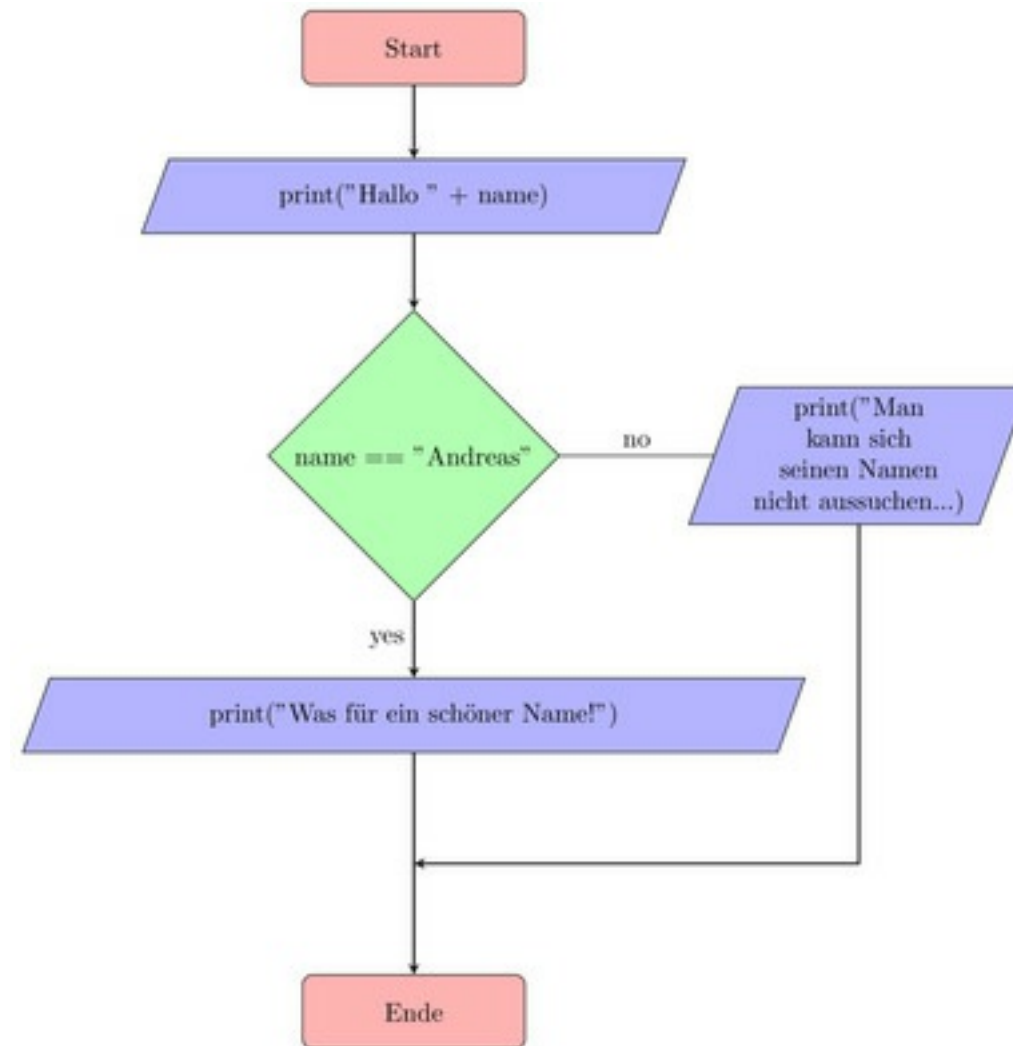 Start
print("Hallo " + name)
name == "Andreas"
no
print("Man
kann sich
seinen Namen
nicht aussuchen...)
yes
print("Was für ein schöner Name!")
Ende